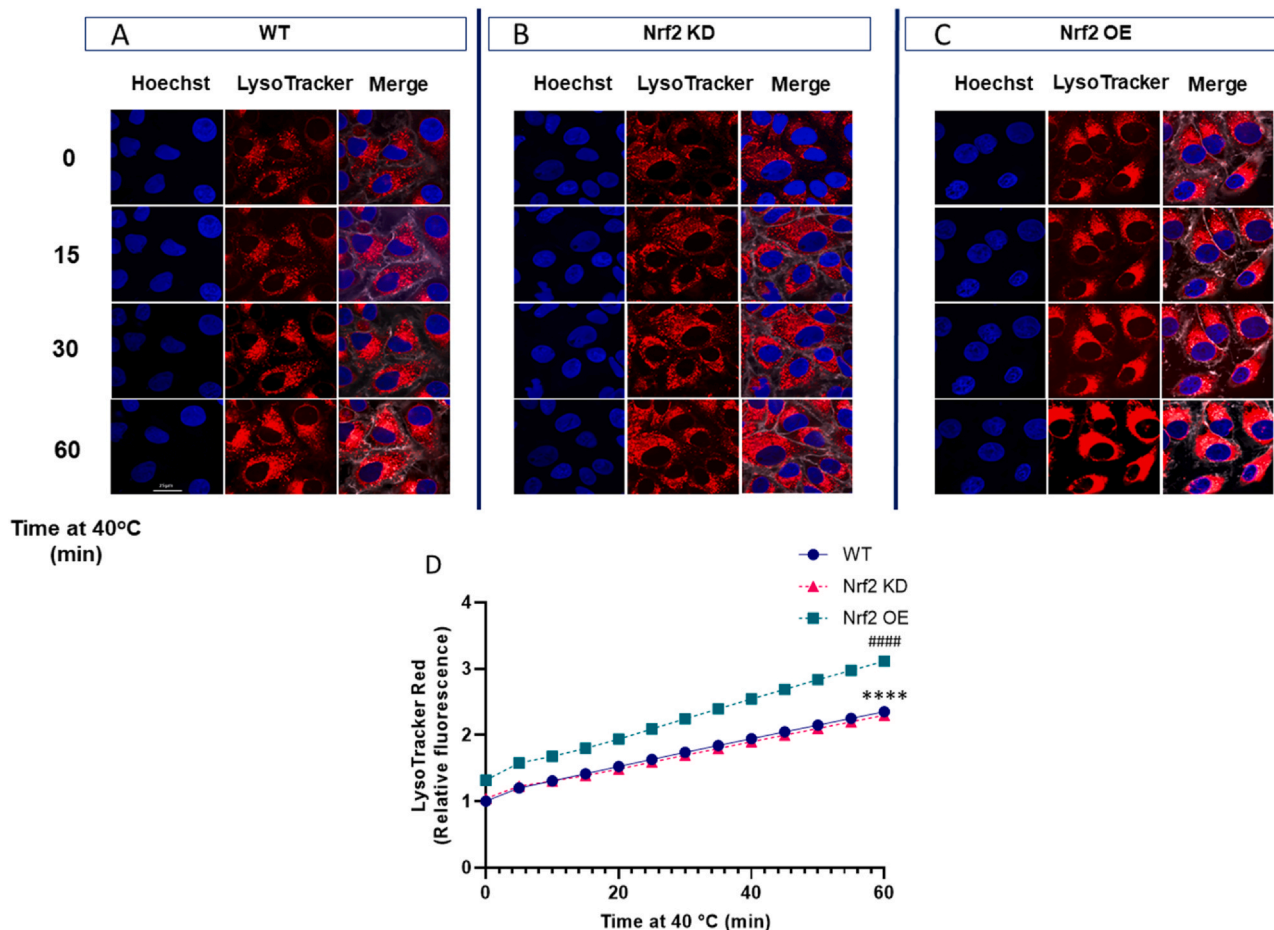 A WT
B Nrf2 KD
C Nrf2 OE
Hoechst LysoTracker Merge
Hoechst LysoTracker Merge
Hoechst LysoTracker Merge
0
15
30
60
25µm
Time at 40°C
(min)
D
WT
Nrf2 KD
Nrf2 OE
####
****
4
3
2
1
0
LysoTracker Red
(Relative fluorescence)
0 20 40 60
Time at 40 °C (min)